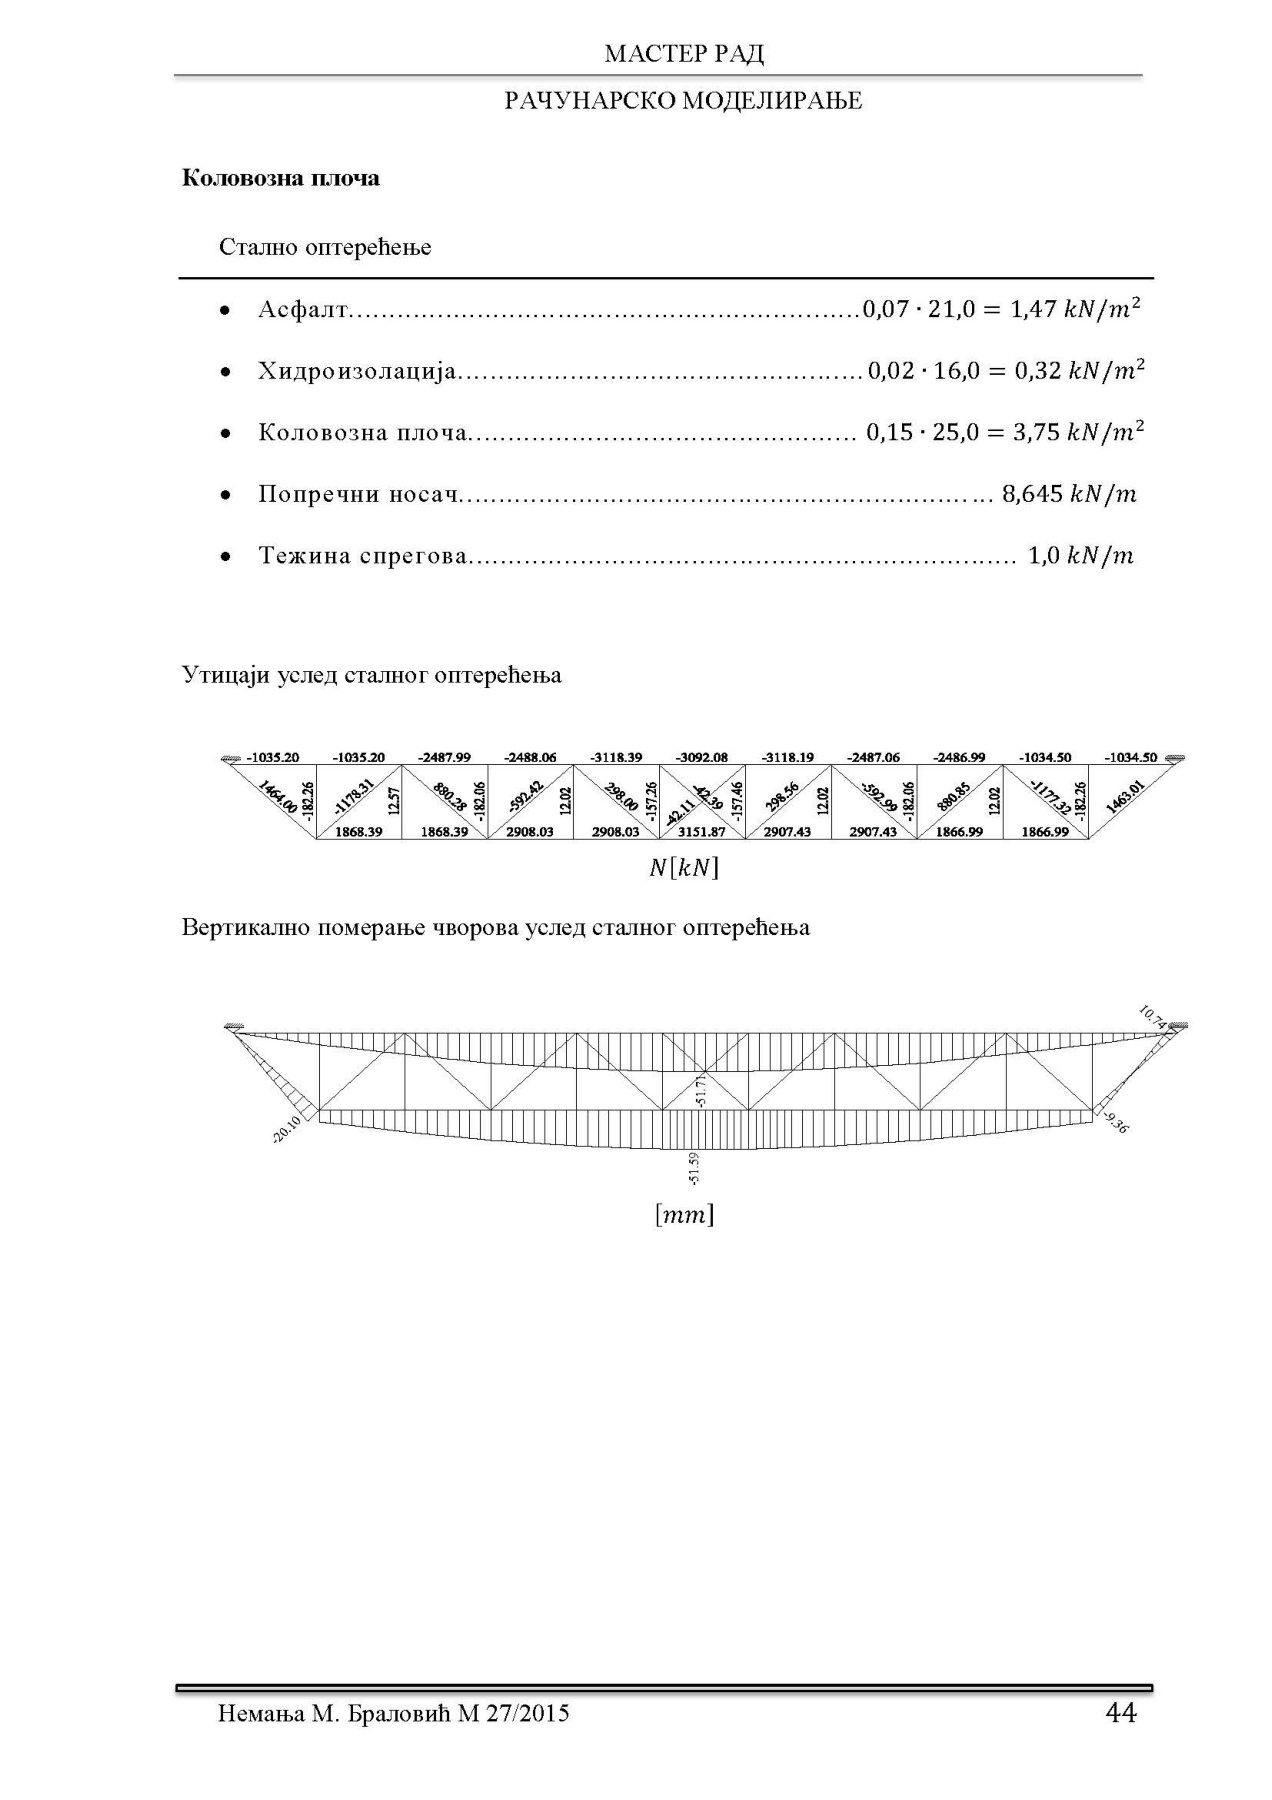 МАСТЕР РАД
РАЧУНАРСКО МОДЕЛИРАЊЕ
Коловозна плоча
Стално оптерећење
• Асфалт……………………………………………………0,07 · 21,0 = 1,47 kN/m²
• Хидроизолација………………………………………… 0,02 · 16,0 = 0,32 kN/m²
• Коловозна плоча……………………………………… 0,15 · 25,0 = 3,75 kN/m²
• Попречни носач……………………………………………………… 8,645 kN/m
• Тежина спрегова……………………………………………………… 1,0 kN/m
Утицаји услед сталног оптерећења
-1035.20 -1035.20 -2487.99 -2488.06 -3118.39 -3092.08 -3118.19 -2487.06 -2486.99 -1034.50 -1034.50
1464.00 -182.26 -1178.31 12.57 880.28 -182.06 -592.42 12.02 298.00 -157.26 -42.11 -42.39 -157.46 298.56 12.02 -592.99 -182.06 880.85 12.02 -1177.32 -182.26 1463.01
1868.39 1868.39 2908.03 2908.03 3151.87 2907.43 2907.43 1866.99 1866.99
N[kN]
Вертикално померање чворова услед сталног оптерећења
10.74
-51.71
-20.10 -9.36
-51.59
[mm]
Немања М. Браловић М 27/2015 44